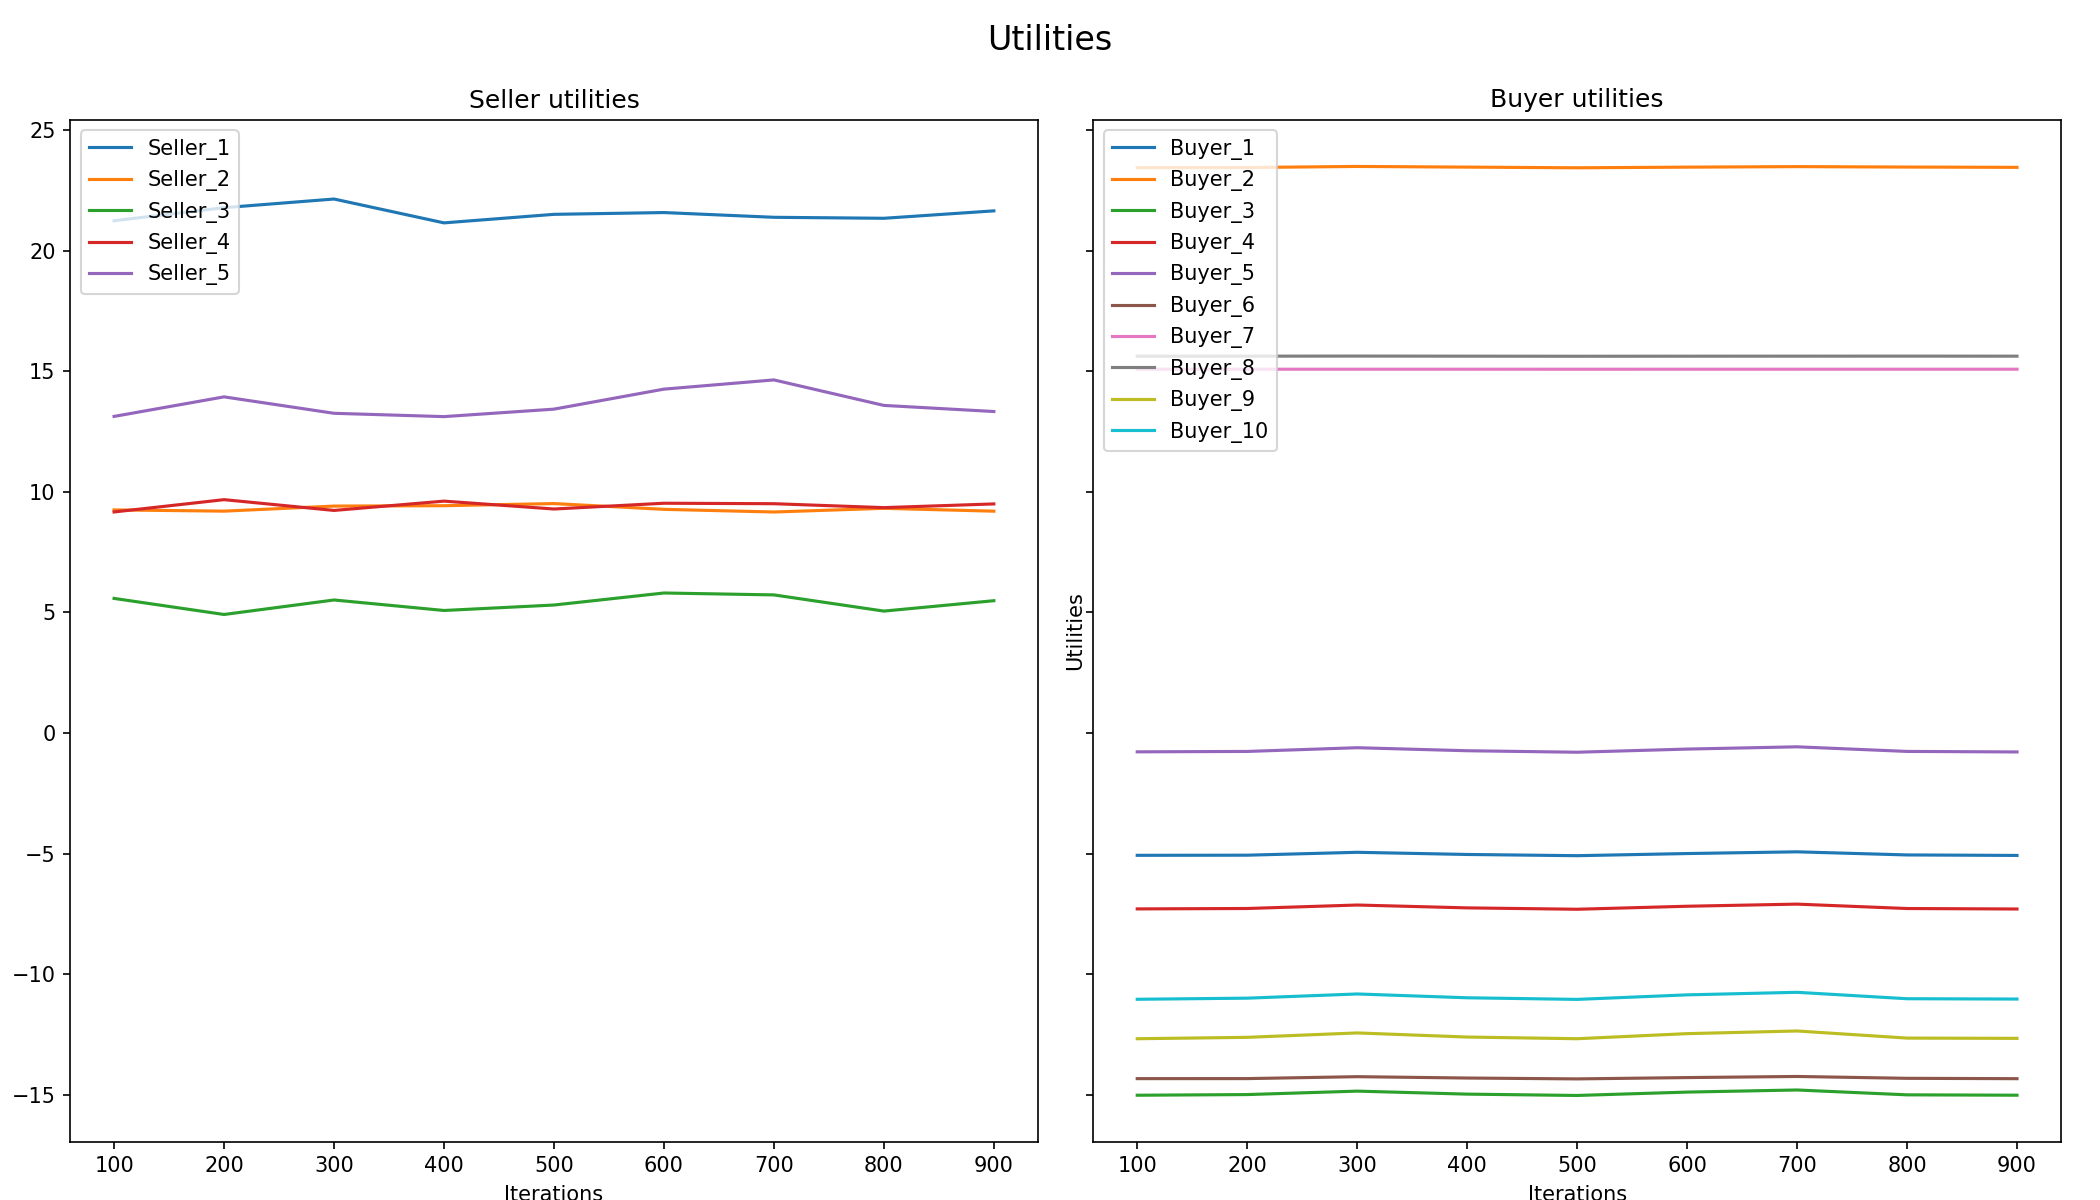 Utilities
Seller utilities
25
20
15
10
5
0
−5
−10
−15
Seller_1
Seller_2
Seller_3
Seller_4
Seller_5
100 200 300 400 500 600 700 800 900
Iterations
Buyer utilities
Utilities
Buyer_1
Buyer_2
Buyer_3
Buyer_4
Buyer_5
Buyer_6
Buyer_7
Buyer_8
Buyer_9
Buyer_10
100 200 300 400 500 600 700 800 900
Iterations